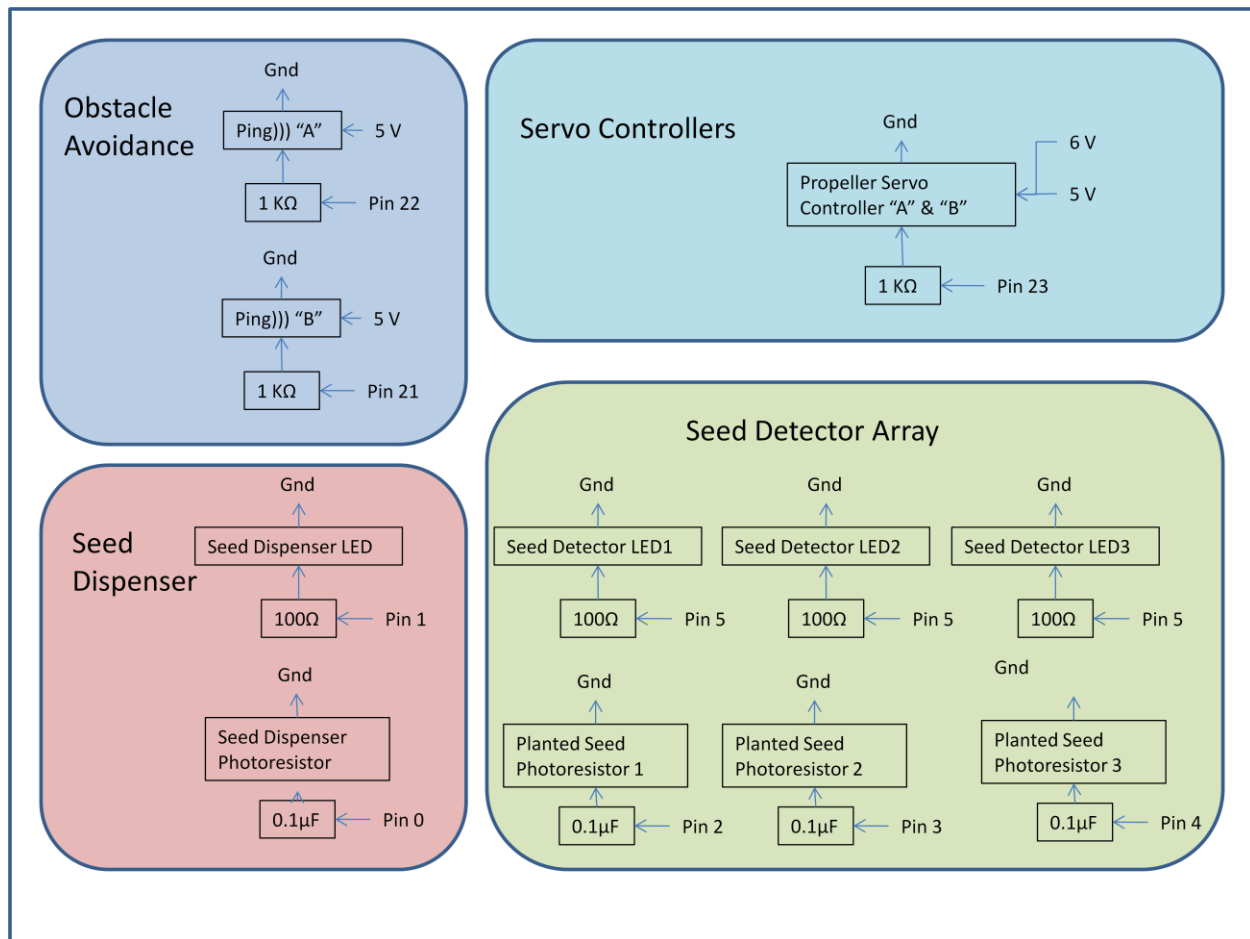 Obstacle
Avoidance
Gnd
Ping))) “A”
5 V
1 KΩ
Pin 22
Gnd
Ping))) “B”
5 V
1 KΩ
Pin 21
Servo Controllers
Gnd
6 V
Propeller Servo
Controller “A” & “B”
5 V
1 KΩ
Pin 23
Seed
Dispenser
Gnd
Seed Dispenser LED
100Ω
Pin 1
Gnd
Seed Dispenser
Photoresistor
0.1µF
Pin 0
Seed Detector Array
Gnd
Seed Detector LED1
100Ω
Pin 5
Gnd
Seed Detector LED2
100Ω
Pin 5
Gnd
Seed Detector LED3
100Ω
Pin 5
Gnd
Planted Seed
Photoresistor 1
0.1µF
Pin 2
Gnd
Planted Seed
Photoresistor 2
0.1µF
Pin 3
Gnd
Planted Seed
Photoresistor 3
0.1µF
Pin 4